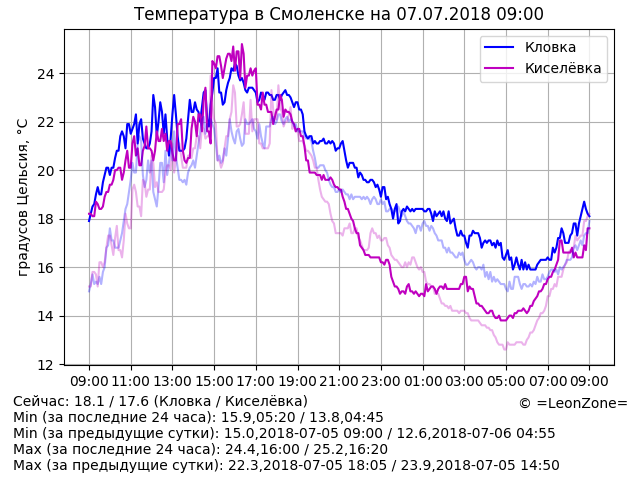 Температура в Смоленске на 07.07.2018 09:00
Кловка
Киселёвка
градусов Цельсия, °C
24
22
20
18
16
14
12
09:00 11:00 13:00 15:00 17:00 19:00 21:00 23:00 01:00 03:00 05:00 07:00 09:00
Сейчас: 18.1 / 17.6 (Кловка / Киселёвка)
© =LeonZone=
Min (за последние 24 часа): 15.9,05:20 / 13.8,04:45
Min (за предыдущие сутки): 15.0,2018-07-05 09:00 / 12.6,2018-07-06 04:55
Max (за последние 24 часа): 24.4,16:00 / 25.2,16:20
Max (за предыдущие сутки): 22.3,2018-07-05 18:05 / 23.9,2018-07-05 14:50